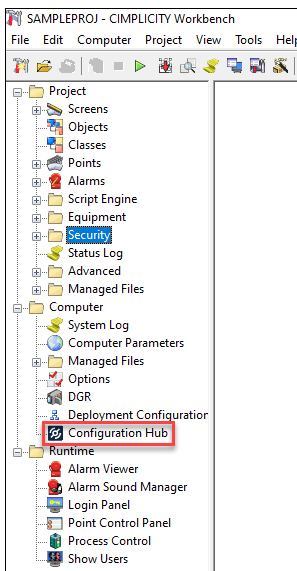 SAMPLEPROJ - CIMPLICITY Workbench
File Edit Computer Project View Tools Help
Project
Screens
Objects
Classes
Points
Alarms
Script Engine
Equipment
Security
Status Log
Advanced
Managed Files
Computer
System Log
Computer Parameters
Managed Files
Options
DGR
Deployment Configuration
Configuration Hub
Runtime
Alarm Viewer
Alarm Sound Manager
Login Panel
Point Control Panel
Process Control
Show Users